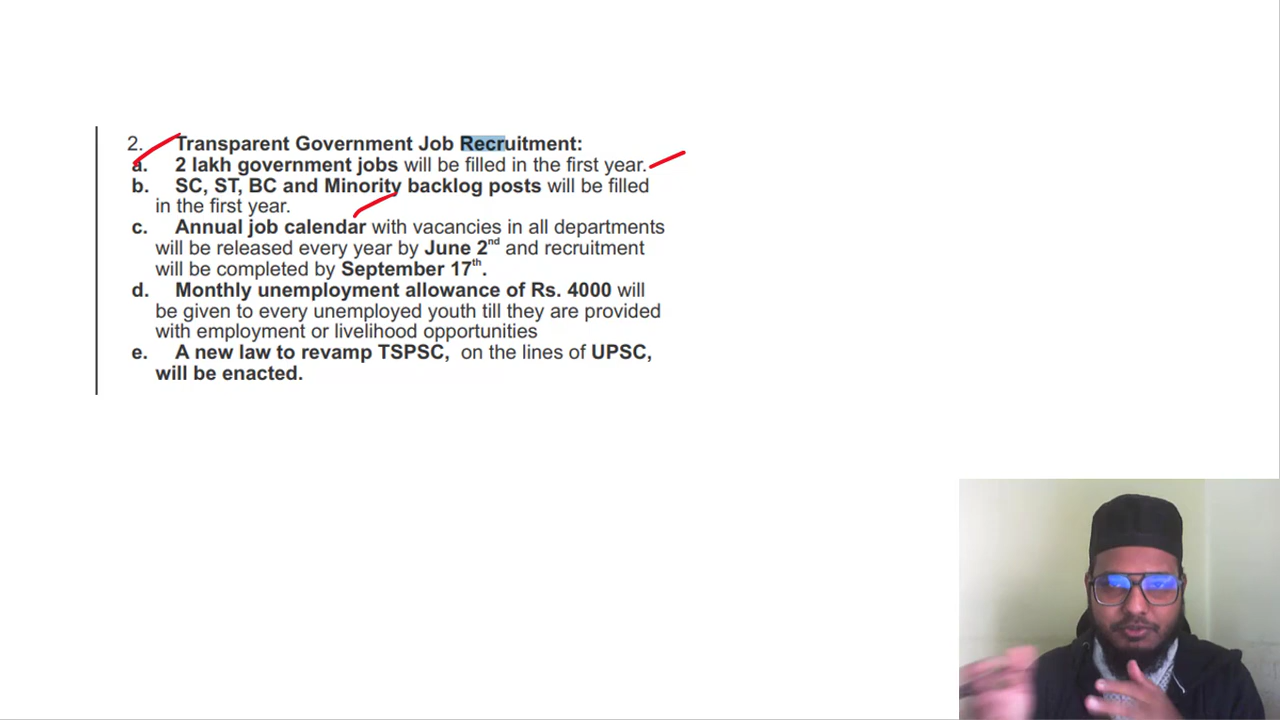 2. Transparent Government Job Recruitment:
a. 2 lakh government jobs will be filled in the first year.
b. SC, ST, BC and Minority backlog posts will be filled
in the first year.
c. Annual job calendar with vacancies in all departments
will be released every year by June 2nd and recruitment
will be completed by September 17th.
d. Monthly unemployment allowance of Rs. 4000 will
be given to every unemployed youth till they are provided
with employment or livelihood opportunities
e. A new law to revamp TSPSC, on the lines of UPSC,
will be enacted.